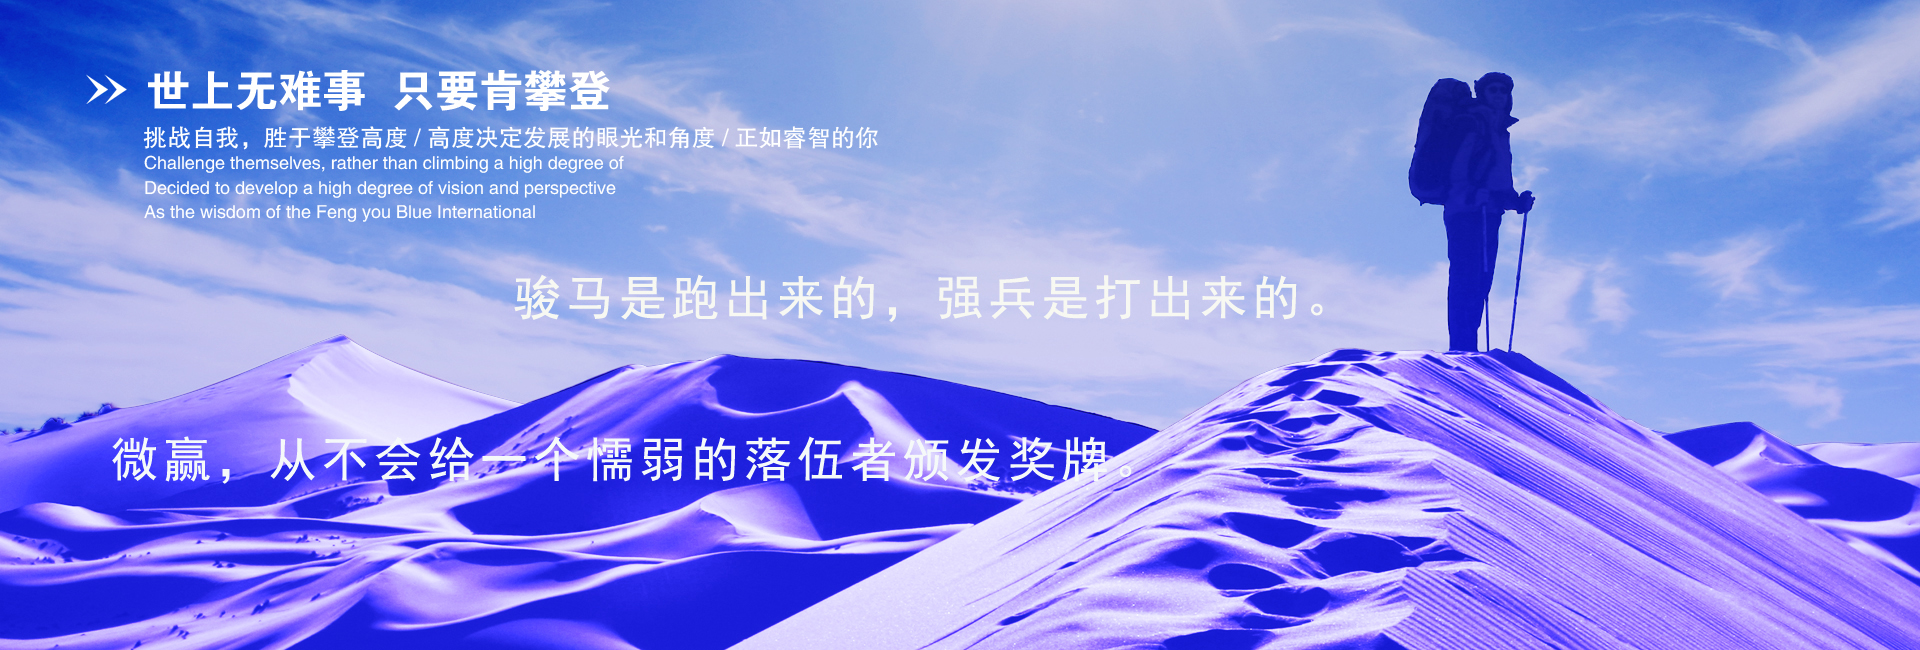 世上无难事 只要肯攀登
挑战自我，胜于攀登高度 / 高度决定发展的眼光和角度 / 正如睿智的你
Challenge themselves, rather than climbing a high degree of
Decided to develop a high degree of vision and perspective
As the wisdom of the Feng you Blue International
骏马是跑出来的，强兵是打出来的。
微赢，从不会给一个懦弱的落伍者颁发奖牌。